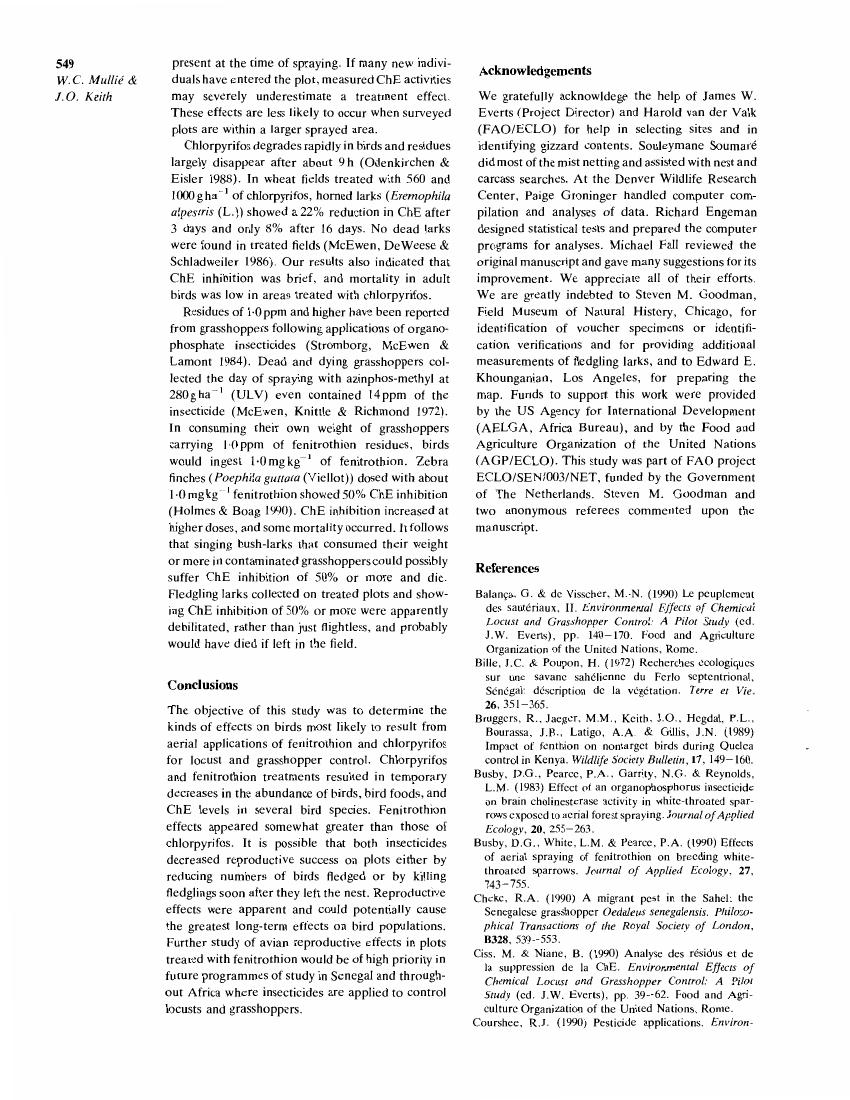 549
W.C. Mullié &
J.O. Keith
present at the time of spraying. If many new indivi-
duals have entered the plot, measured ChE activities
may severely underestimate a treatment effect.
These effects are less likely to occur when surveyed
plots are within a larger sprayed area.
Chlorpyrifos degrades rapidly in birds and residues
largely disappear after about 9 h (Odenkirchen &
Eisler 1988). In wheat fields treated with 560 and
1000 g ha⁻¹ of chlorpyrifos, horned larks (Eremophila
alpestris (L.)) showed a 22% reduction in ChE after
3 days and only 8% after 16 days. No dead larks
were found in treated fields (McEwen, DeWeese &
Schladweiler 1986). Our results also indicated that
ChE inhibition was brief, and mortality in adult
birds was low in areas treated with chlorpyrifos.
Residues of 1·0 ppm and higher have been reported
from grasshoppers following applications of organo-
phosphate insecticides (Stromborg, McEwen &
Lamont 1984). Dead and dying grasshoppers col-
lected the day of spraying with azinphos-methyl at
280 g ha⁻¹ (ULV) even contained 14 ppm of the
insecticide (McEwen, Knittle & Richmond 1972).
In consuming their own weight of grasshoppers
carrying 1·0 ppm of fenitrothion residues, birds
would ingest 1·0 mg kg⁻¹ of fenitrothion. Zebra
finches (Poephila guttata (Viellot)) dosed with about
1·0 mg kg⁻¹ fenitrothion showed 50% ChE inhibition
(Holmes & Boag 1990). ChE inhibition increased at
higher doses, and some mortality occurred. It follows
that singing bush-larks that consumed their weight
or more in contaminated grasshoppers could possibly
suffer ChE inhibition of 50% or more and die.
Fledgling larks collected on treated plots and show-
ing ChE inhibition of 50% or more were apparently
debilitated, rather than just flightless, and probably
would have died if left in the field.
Conclusions
The objective of this study was to determine the
kinds of effects on birds most likely to result from
aerial applications of fenitrothion and chlorpyrifos
for locust and grasshopper control. Chlorpyrifos
and fenitrothion treatments resulted in temporary
decreases in the abundance of birds, bird foods, and
ChE levels in several bird species. Fenitrothion
effects appeared somewhat greater than those of
chlorpyrifos. It is possible that both insecticides
decreased reproductive success on plots either by
reducing numbers of birds fledged or by killing
fledglings soon after they left the nest. Reproductive
effects were apparent and could potentially cause
the greatest long-term effects on bird populations.
Further study of avian reproductive effects in plots
treated with fenitrothion would be of high priority in
future programmes of study in Senegal and through-
out Africa where insecticides are applied to control
locusts and grasshoppers.
Acknowledgements
We gratefully acknowldege the help of James W.
Everts (Project Director) and Harold van der Valk
(FAO/ECLO) for help in selecting sites and in
identifying gizzard contents. Souleymane Soumaré
did most of the mist netting and assisted with nest and
carcass searches. At the Denver Wildlife Research
Center, Paige Groninger handled computer com-
pilation and analyses of data. Richard Engeman
designed statistical tests and prepared the computer
programs for analyses. Michael Fall reviewed the
original manuscript and gave many suggestions for its
improvement. We appreciate all of their efforts.
We are greatly indebted to Steven M. Goodman,
Field Museum of Natural History, Chicago, for
identification of voucher specimens or identifi-
cation verifications and for providing additional
measurements of fledgling larks, and to Edward E.
Khounganian, Los Angeles, for preparing the
map. Funds to support this work were provided
by the US Agency for International Development
(AELGA, Africa Bureau), and by the Food and
Agriculture Organization of the United Nations
(AGP/ECLO). This study was part of FAO project
ECLO/SEN/003/NET, funded by the Government
of The Netherlands. Steven M. Goodman and
two anonymous referees commented upon the
manuscript.
References
Balança, G. & de Visscher, M.-N. (1990) Le peuplement
des sautériaux, II. Environmental Effects of Chemical
Locust and Grasshopper Control: A Pilot Study (ed.
J.W. Everts), pp. 140–170. Food and Agriculture
Organization of the United Nations, Rome.
Bille, J.C. & Poupon, H. (1972) Recherches ecologiques
sur une savane sahélienne du Ferlo septentrional,
Sénégal: déscription de la végétation. Terre et Vie,
26, 351–365.
Bruggers, R., Jaeger, M.M., Keith, J.O., Hegdal, P.L.,
Bourassa, J.B., Latigo, A.A. & Gillis, J.N. (1989)
Impact of fenthion on nontarget birds during Quelea
control in Kenya. Wildlife Society Bulletin, 17, 149–160.
Busby, D.G., Pearce, P.A., Garrity, N.G. & Reynolds,
L.M. (1983) Effect of an organophosphorus insecticide
on brain cholinesterase activity in white-throated spar-
rows exposed to aerial forest spraying. Journal of Applied
Ecology, 20, 255–263.
Busby, D.G., White, L.M. & Pearce, P.A. (1990) Effects
of aerial spraying of fenitrothion on breeding white-
throated sparrows. Journal of Applied Ecology, 27,
743–755.
Cheke, R.A. (1990) A migrant pest in the Sahel: the
Senegalese grasshopper Oedaleus senegalensis. Philoso-
phical Transactions of the Royal Society of London,
B328, 539–553.
Ciss, M. & Niane, B. (1990) Analyse des résidus et de
la suppression de la ChE. Environmental Effects of
Chemical Locust and Grasshopper Control: A Pilot
Study (ed. J.W. Everts), pp. 39–62. Food and Agri-
culture Organization of the United Nations, Rome.
Courshee, R.J. (1990) Pesticide applications. Environ-